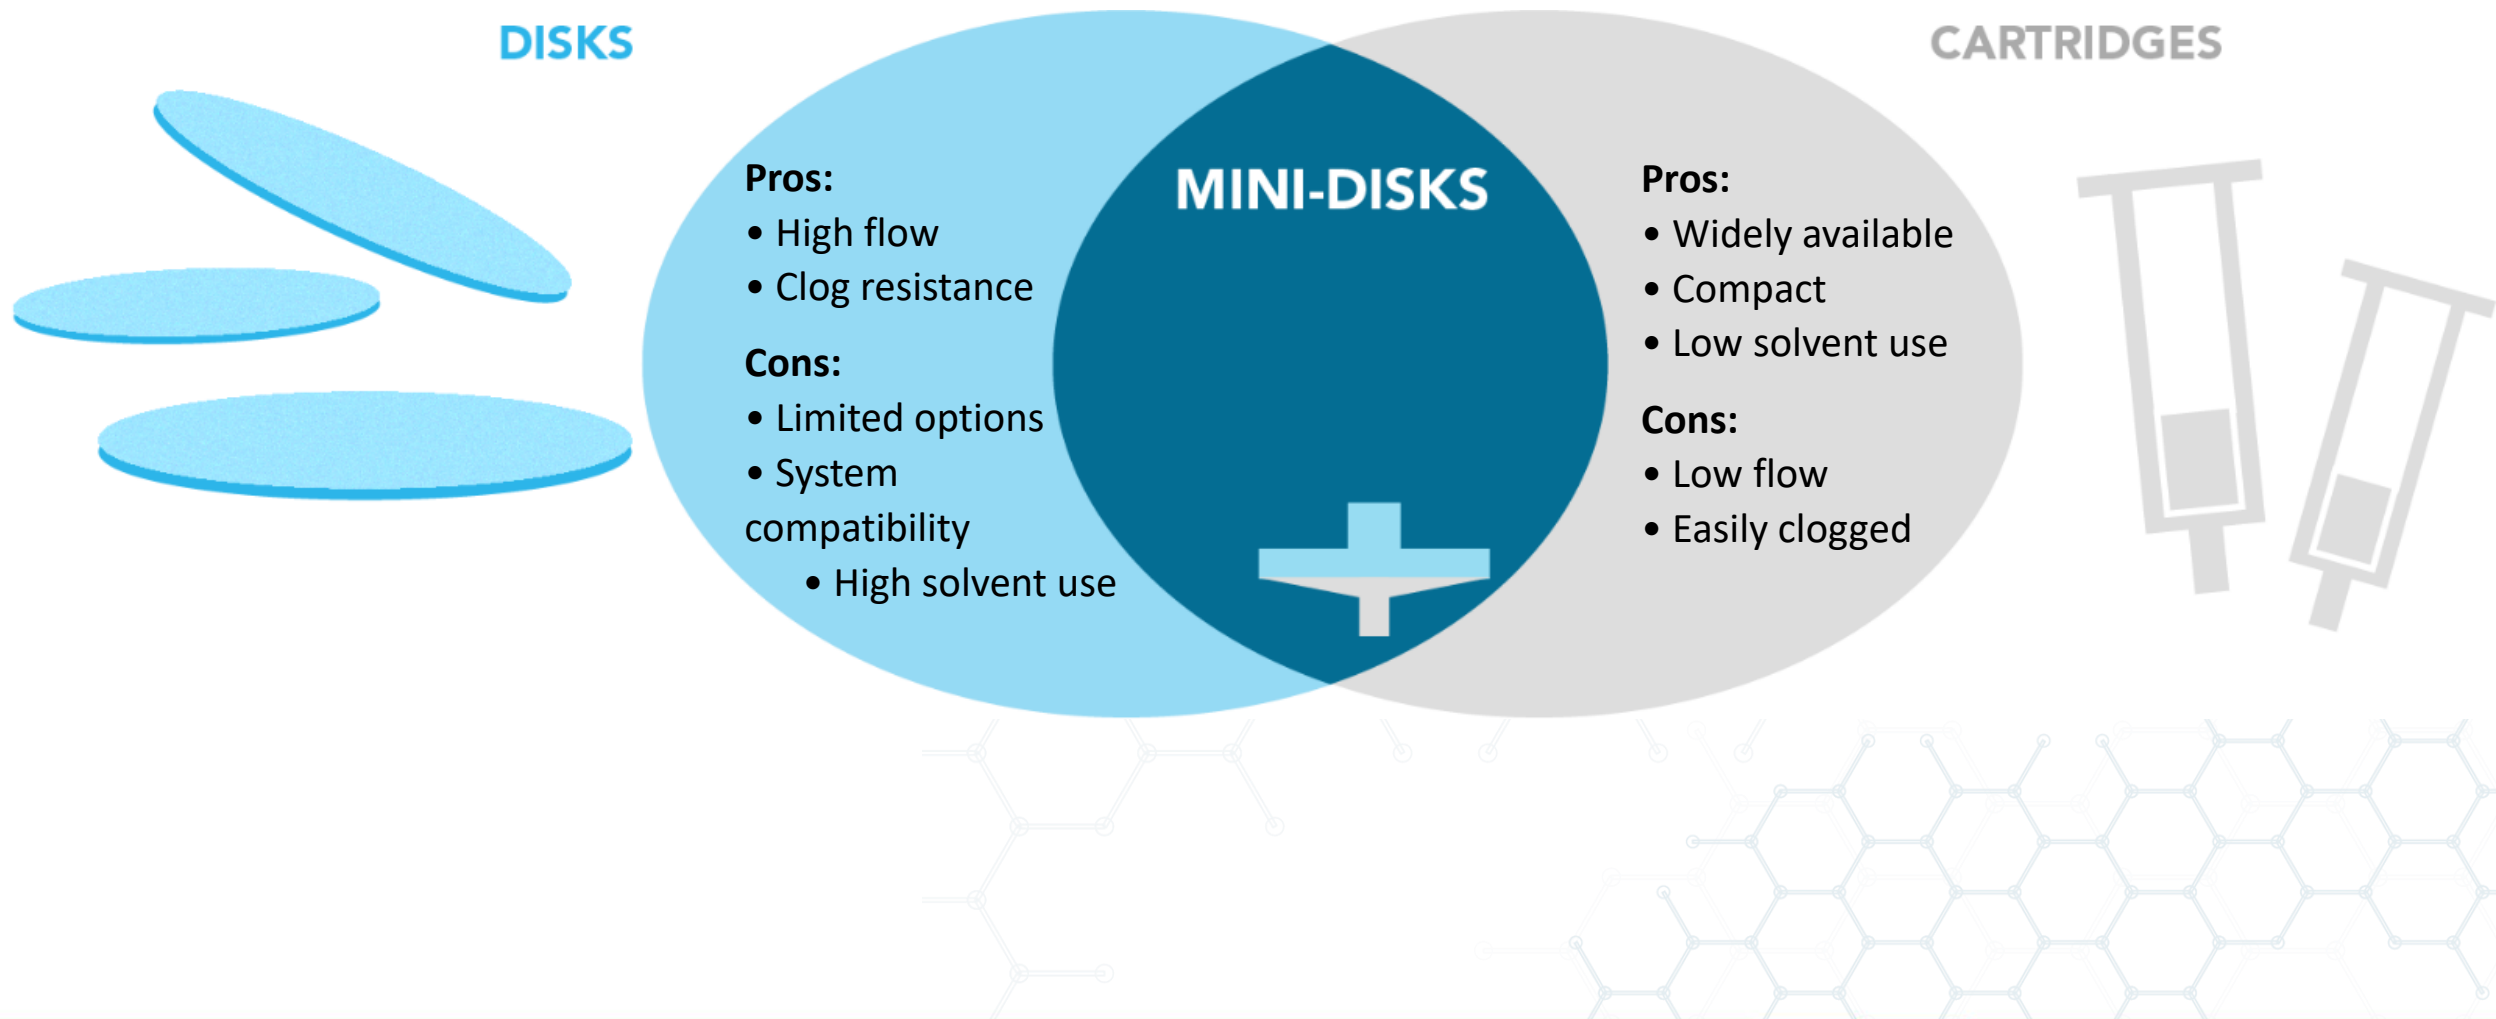 DISKS
Pros:
• High flow
• Clog resistance
Cons:
• Limited options
• System
compatibility
• High solvent use
MINI-DISKS
CARTRIDGES
Pros:
• Widely available
• Compact
• Low solvent use
Cons:
• Low flow
• Easily clogged